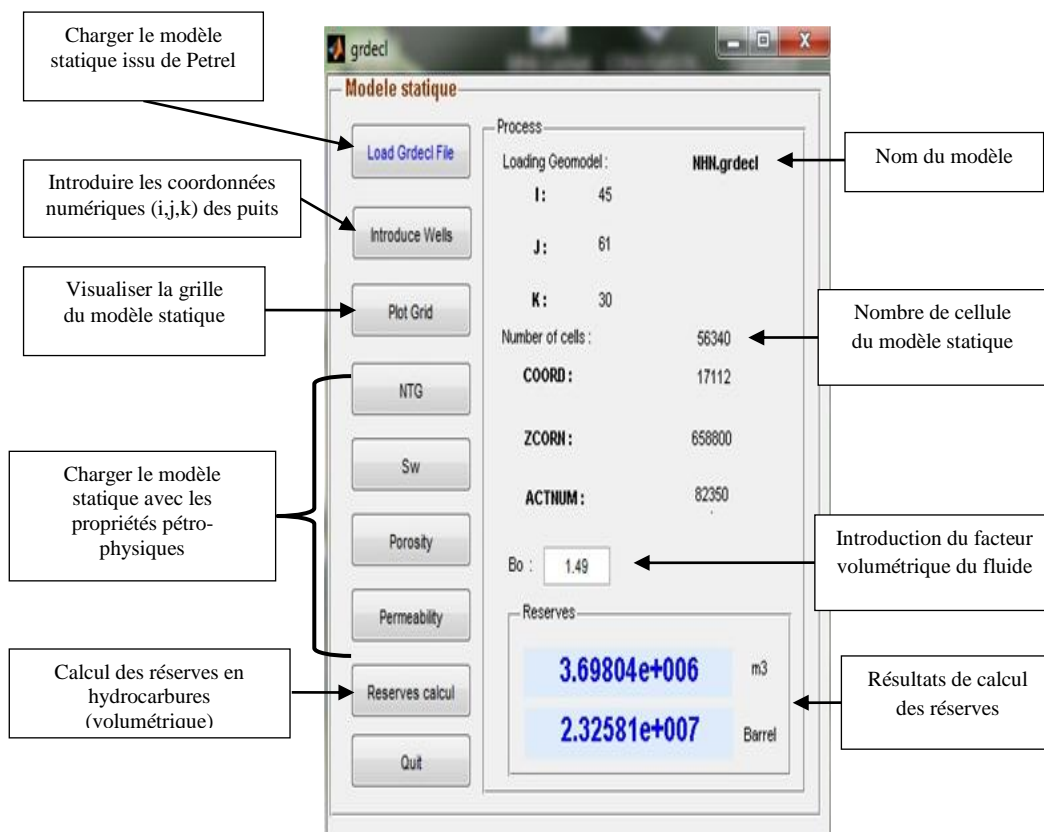 Charger le modèle
statique issu de Petrel
Introduire les coordonnées
numériques (i,j,k) des puits
Visualiser la grille
du modèle statique
Charger le modèle
statique avec les
propriétés pétro-
physiques
Calcul des réserves en
hydrocarbures
(volumétrique)
grdecl
Modele statique
Load Grdecl File
Introduce Wells
Plot Grid
NTG
Sw
Porosity
Permeability
Reserves calcul
Quit
Process
Loading Geomodel : NHN.grdecl
I: 45
J: 61
K: 30
Number of cells : 56340
COORD: 17112
ZCORN: 658800
ACTNUM: 82350
Bo : 1.49
Reserves
3.69804e+006 m3
2.32581e+007 Barrel
Nom du modèle
Nombre de cellule
du modèle statique
Introduction du facteur
volumétrique du fluide
Résultats de calcul
des réserves